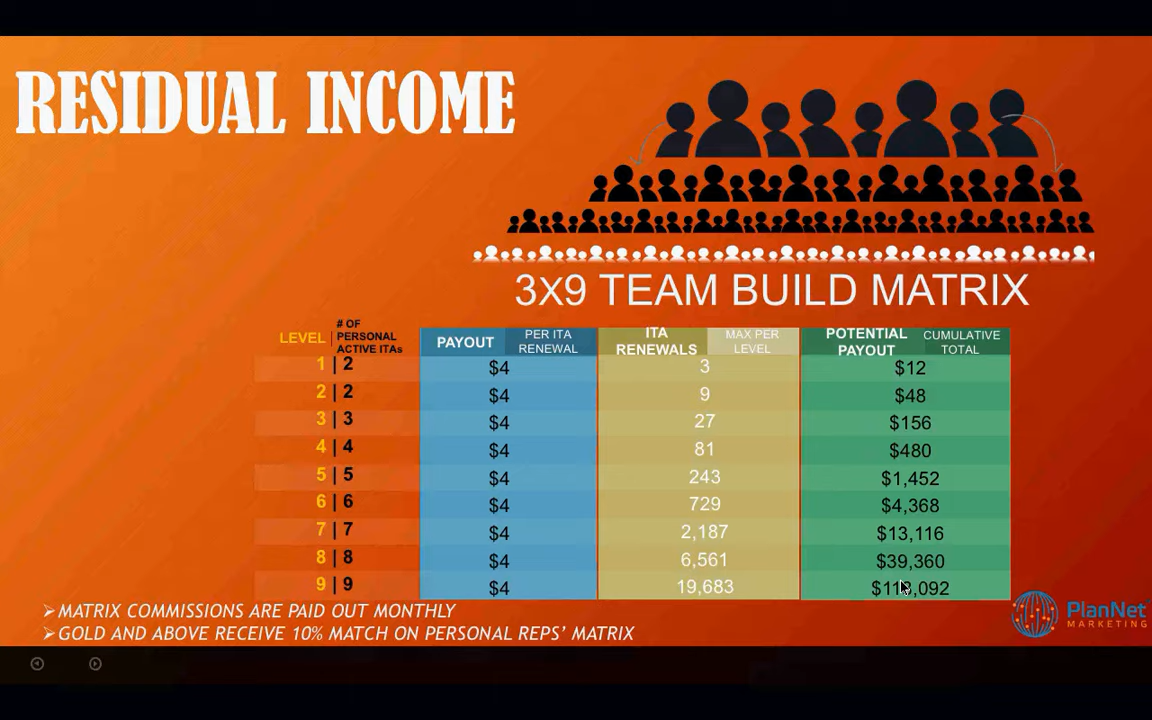 RESIDUAL INCOME
3X9 TEAM BUILD MATRIX
LEVEL | # OF PERSONAL ACTIVE ITAs PAYOUT PER ITA RENEWAL ITA RENEWALS MAX PER LEVEL POTENTIAL PAYOUT CUMULATIVE TOTAL
1 | 2 $4 3 $12
2 | 2 $4 9 $48
3 | 3 $4 27 $156
4 | 4 $4 81 $480
5 | 5 $4 243 $1,452
6 | 6 $4 729 $4,368
7 | 7 $4 2,187 $13,116
8 | 8 $4 6,561 $39,360
9 | 9 $4 19,683
➢MATRIX COMMISSIONS ARE PAID OUT MONTHLY
➢GOLD AND ABOVE RECEIVE 10% MATCH ON PERSONAL REPS' MATRIX
PlanNet
MARKETING